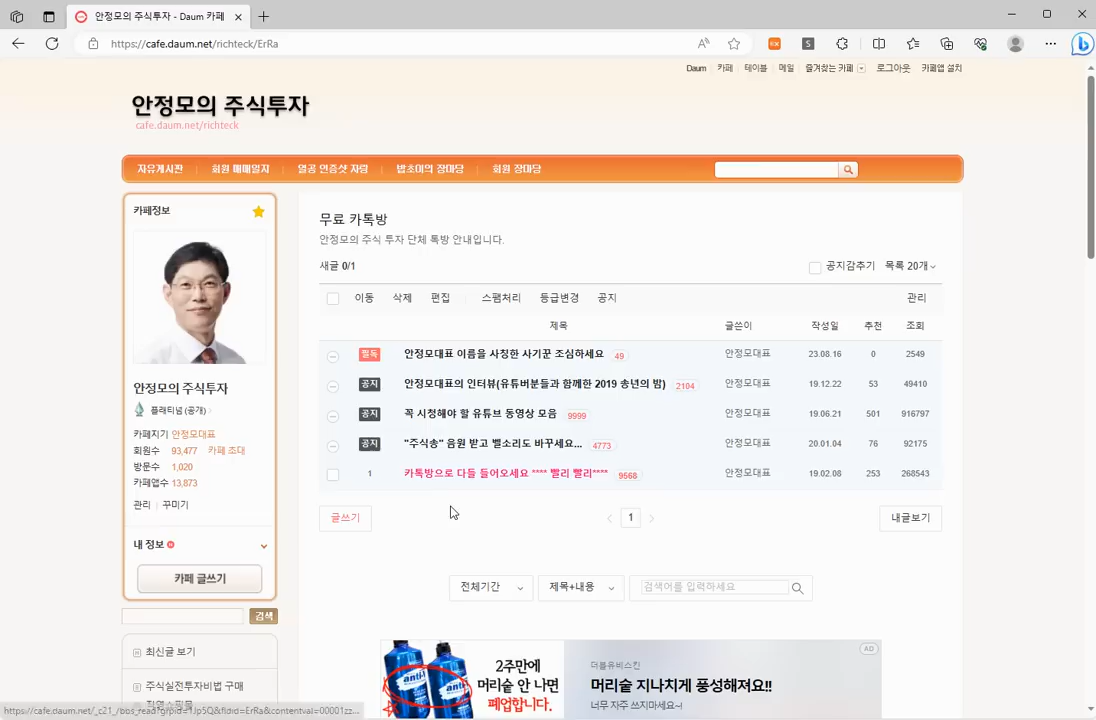 안정모의 주식투자 - Daum 카페
https://cafe.daum.net/richteck/ErRa
Daum 카페 테이블 메일 즐겨찾는 카페 로그아웃 카페앱 설치
안정모의 주식투자
cafe.daum.net/richteck
자유게시판 회원 매매일지 열공 인증샷 자랑 밥초이의 장마당 회원 장마당
카페정보
안정모의 주식투자
플래티넘 (공개)
카페지기 안정모대표
회원수 93,477 카페 초대
방문수 1,020
카페앱수 13,873
관리 꾸미기
내 정보
카페 글쓰기
검색
최신글 보기
주식실전투자비법 구매
무료 카톡방
안정모의 주식 투자 단체 톡방 안내입니다.
새글 0/1 공지감추기 목록 20개
이동 삭제 편집 스팸처리 등급변경 공지 관리
제목 글쓴이 작성일 추천 조회
필독 안정모대표 이름을 사칭한 사기꾼 조심하세요 49 안정모대표 23.08.16 0 2549
공지 안정모대표의 인터뷰(유튜버분들과 함께한 2019 송년의 밤) 2104 안정모대표 19.12.22 53 49410
공지 꼭 시청해야 할 유튜브 동영상 모음 9999 안정모대표 19.06.21 501 916797
공지 "주식송" 음원 받고 벨소리도 바꾸세요... 4773 안정모대표 20.01.04 76 92175
1 카톡방으로 다들 들어오세요 **** 빨리 빨리**** 9568 안정모대표 19.02.08 253 268543
글쓰기 1 내글보기
전체기간 제목+내용 검색어를 입력하세요
2주만에
머리숱 안 나면
폐업합니다.
더블유비스킨
머리숱 지나치게 풍성해져요!!
너무 자주 쓰지마세요~!
AD